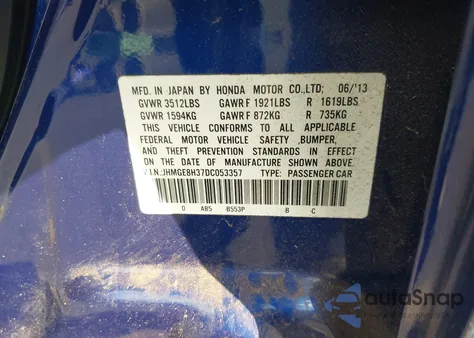 MFD. IN JAPAN BY HONDA MOTOR CO.,LTD; 06/'13
GVWR 3512LBS GAWR F 1921LBS R 1619LBS
GVWR 1594KG GAWR F 872KG R 735KG
THIS VEHICLE CONFORMS TO ALL APPLICABLE
FEDERAL MOTOR VEHICLE SAFETY ,BUMPER,
AND THEFT PREVENTION STANDARDS IN EFFECT
ON THE DATE OF MANUFACTURE SHOWN ABOVE.
V.I.N.:JHMGE8H37DC053357 TYPE: PASSENGER CAR
D AB5 B553P B C
autoSnap